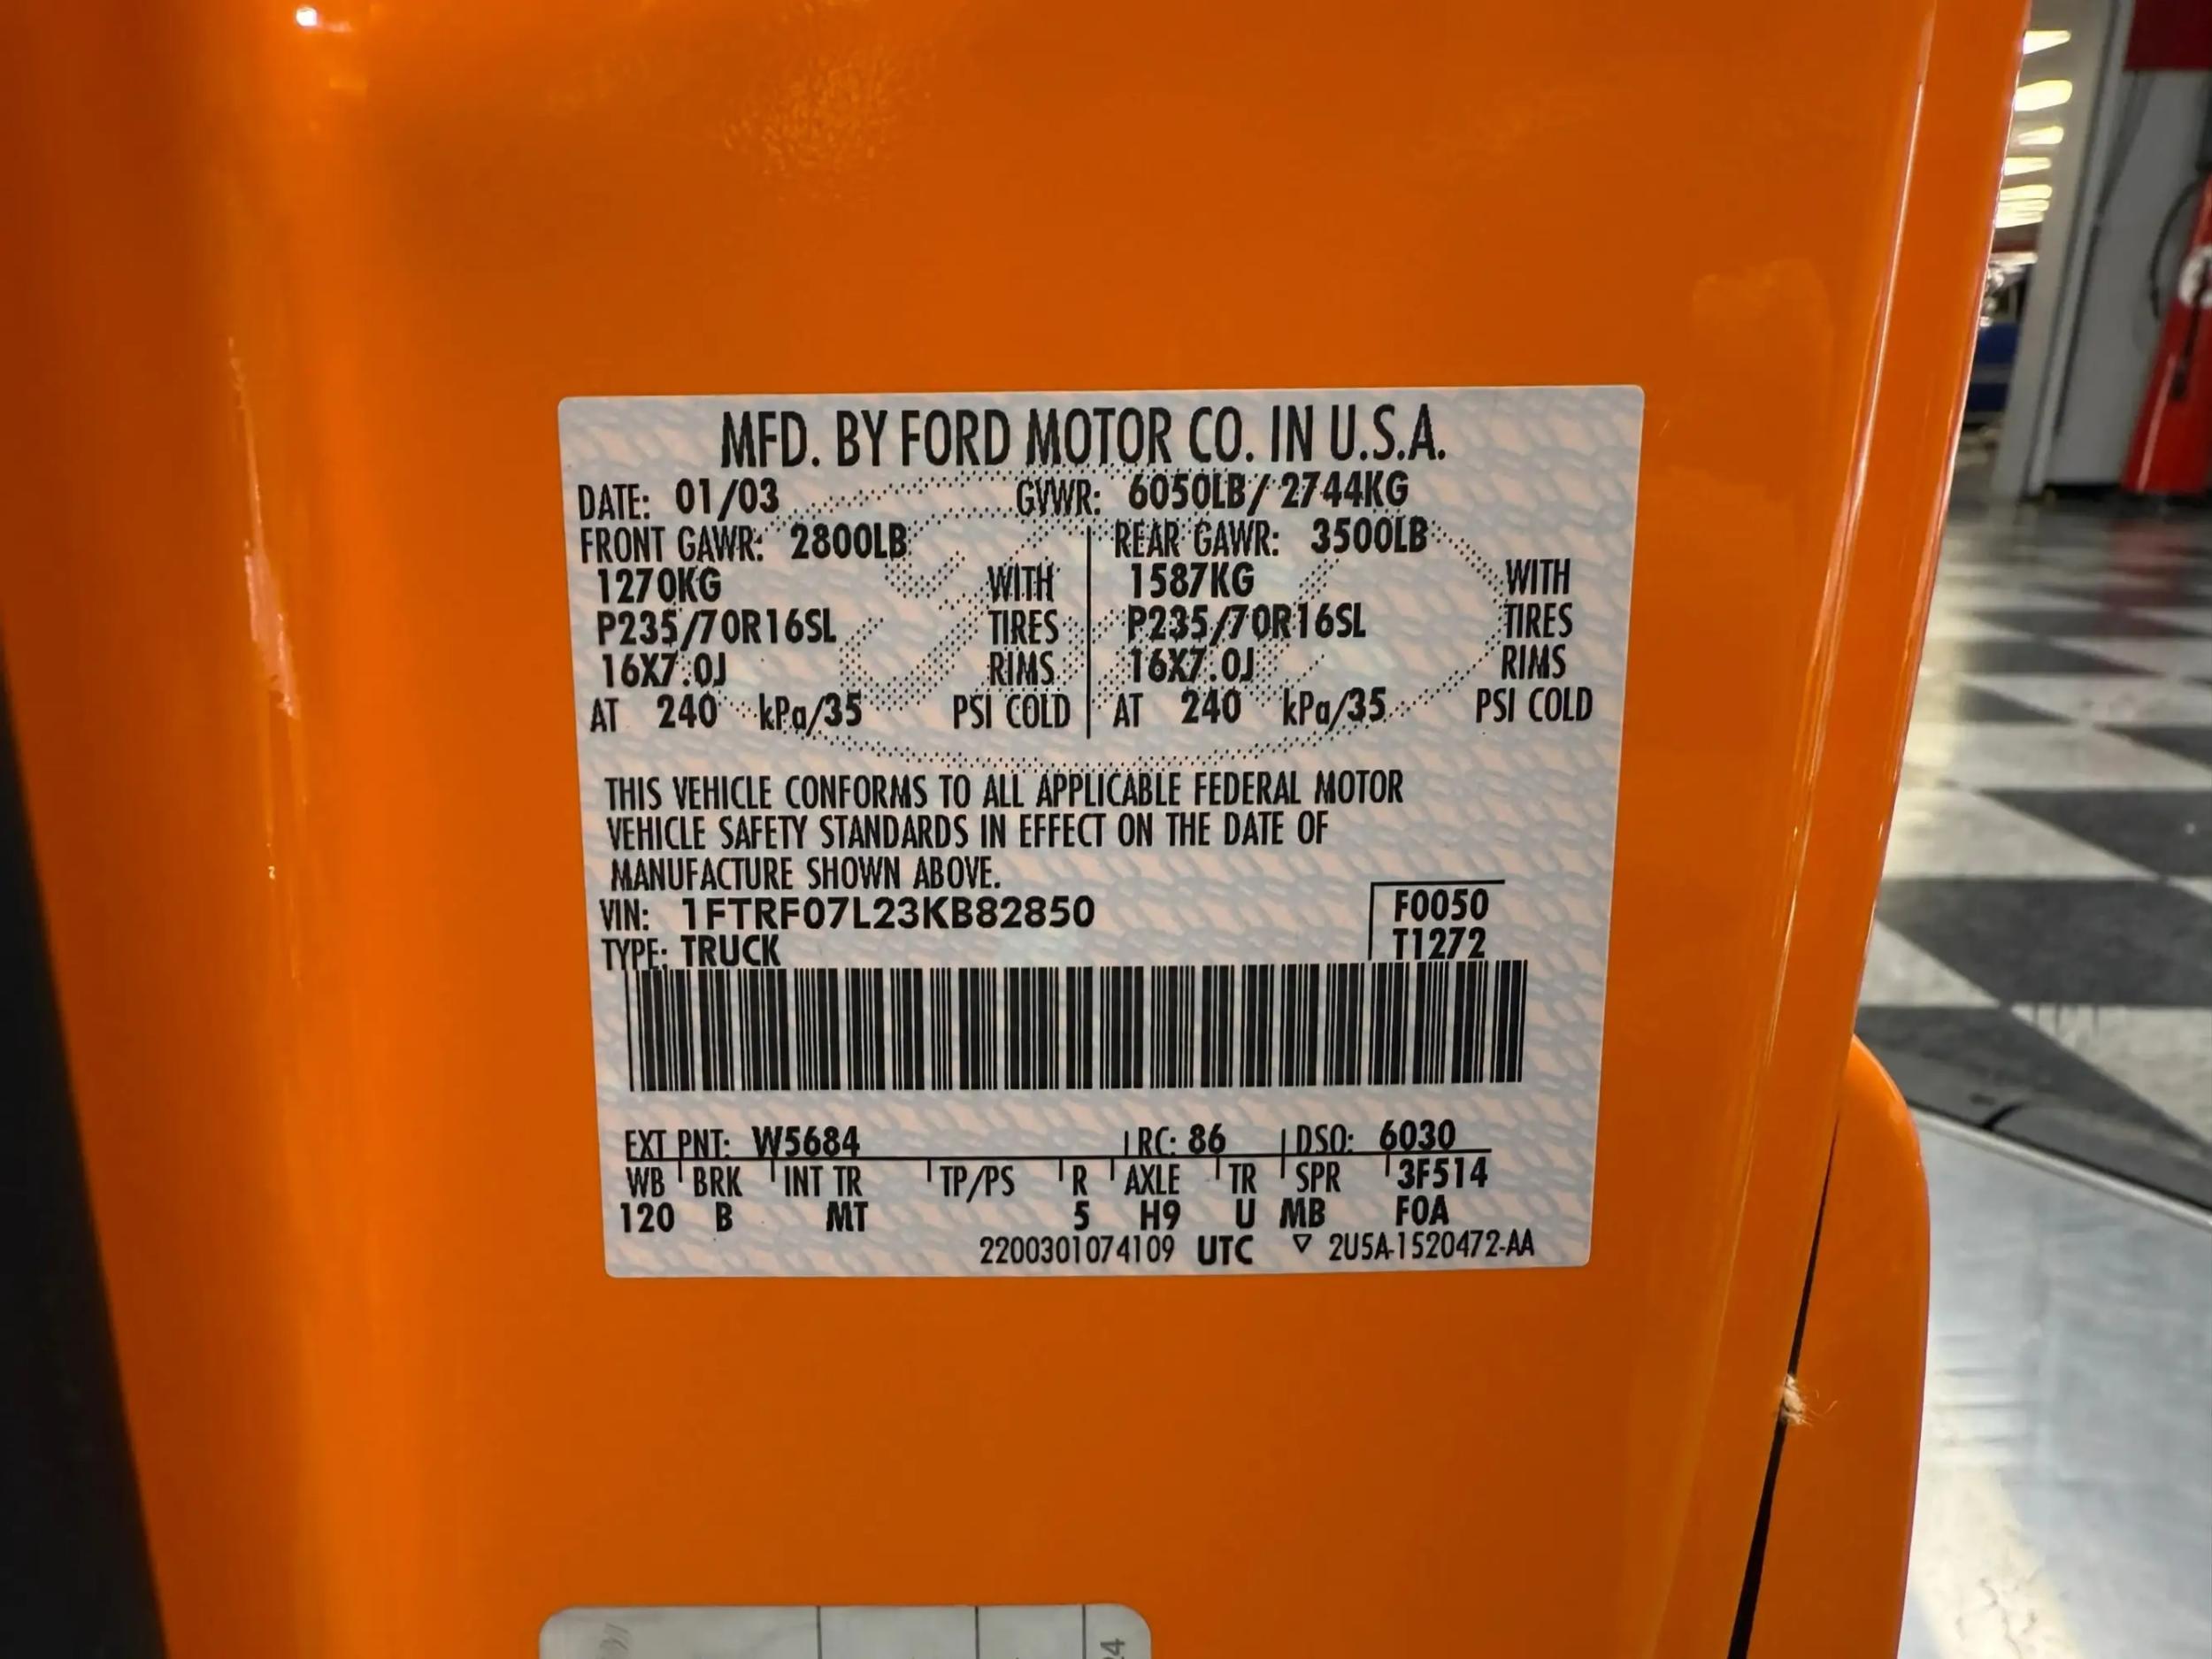 MFD. BY FORD MOTOR CO. IN U.S.A.
DATE: 01/03 GVWR: 6050LB/ 2744KG
FRONT GAWR: 2800LB REAR GAWR: 3500LB
1270KG WITH 1587KG WITH
P235/70R16SL TIRES P235/70R16SL TIRES
16X7.0J RIMS 16X7.0J RIMS
AT 240 kPa/35 PSI COLD AT 240 kPa/35 PSI COLD
THIS VEHICLE CONFORMS TO ALL APPLICABLE FEDERAL MOTOR
VEHICLE SAFETY STANDARDS IN EFFECT ON THE DATE OF
MANUFACTURE SHOWN ABOVE.
VIN: 1FTRF07L23KB82850 F0050
TYPE: TRUCK T1272
EXT PNT: W5684 RC: 86 DSO: 6030
WB BRK INT TR TP/PS R AXLE TR SPR 3F514
120 B MT 5 H9 U MB FOA
2200301074109 UTC ▽ 2U5A-1520472-AA